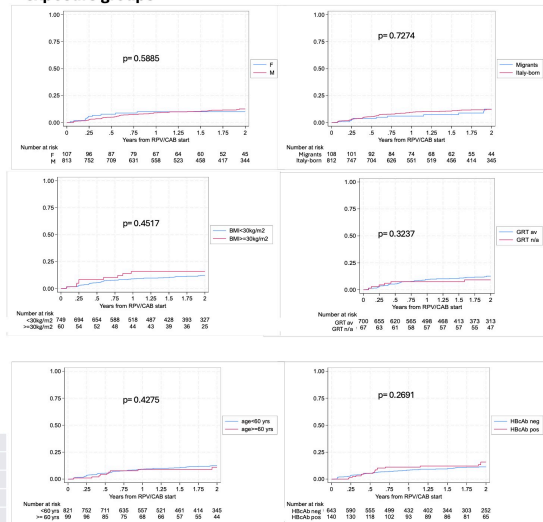 1.00
0.75
0.50
0.25
0.00
p= 0.5885
F
M
0 .25 .5 .75 1 1.25 1.5 1.75 2
Years from RPV/CAB start
Number at risk
F 107 96 87 79 67 64 60 52 45
M 813 752 709 631 558 523 458 417 344
1.00
0.75
0.50
0.25
0.00
p= 0.7274
Migrants
Italy-born
0 .25 .5 .75 1 1.25 1.5 1.75 2
Years from RPV/CAB start
Number at risk
Migrants 108 101 92 84 74 68 62 55 44
Italy-born 812 747 704 626 551 519 456 414 345
1.00
0.75
0.50
0.25
0.00
p= 0.4517
BMI<30kg/m2
BMI>=30kg/m2
0 .25 .5 .75 1 1.25 1.5 1.75 2
Years from RPV/CAB start
Number at risk
<30kg/m2 749 694 654 588 518 487 428 393 327
>=30kg/m2 60 54 52 48 44 43 39 36 25
1.00
0.75
0.50
0.25
0.00
p= 0.3237
GRT av
GRT n/a
0 .25 .5 .75 1 1.25 1.5 1.75 2
Years from RPV/CAB start
Number at risk
GRT av 700 655 620 565 498 468 413 373 313
GRT n/a 67 63 61 58 57 57 57 55 47
1.00
0.75
0.50
0.25
0.00
p= 0.4275
age<60 yrs
age>=60 yrs
0 .25 .5 .75 1 1.25 1.5 1.75 2
Years from RPV/CAB start
Number at risk
<60 yrs 821 752 711 635 557 521 461 414 345
>= 60 yrs 99 96 85 75 68 66 57 55 44
1.00
0.75
0.50
0.25
0.00
p= 0.2691
HBcAb neg
HBcAb pos
0 .25 .5 .75 1 1.25 1.5 1.75 2
Years from RPV/CAB start
Number at risk
HBcAb neg 643 590 555 499 432 402 344 303 252
HBcAb pos 140 130 118 102 93 89 86 81 65